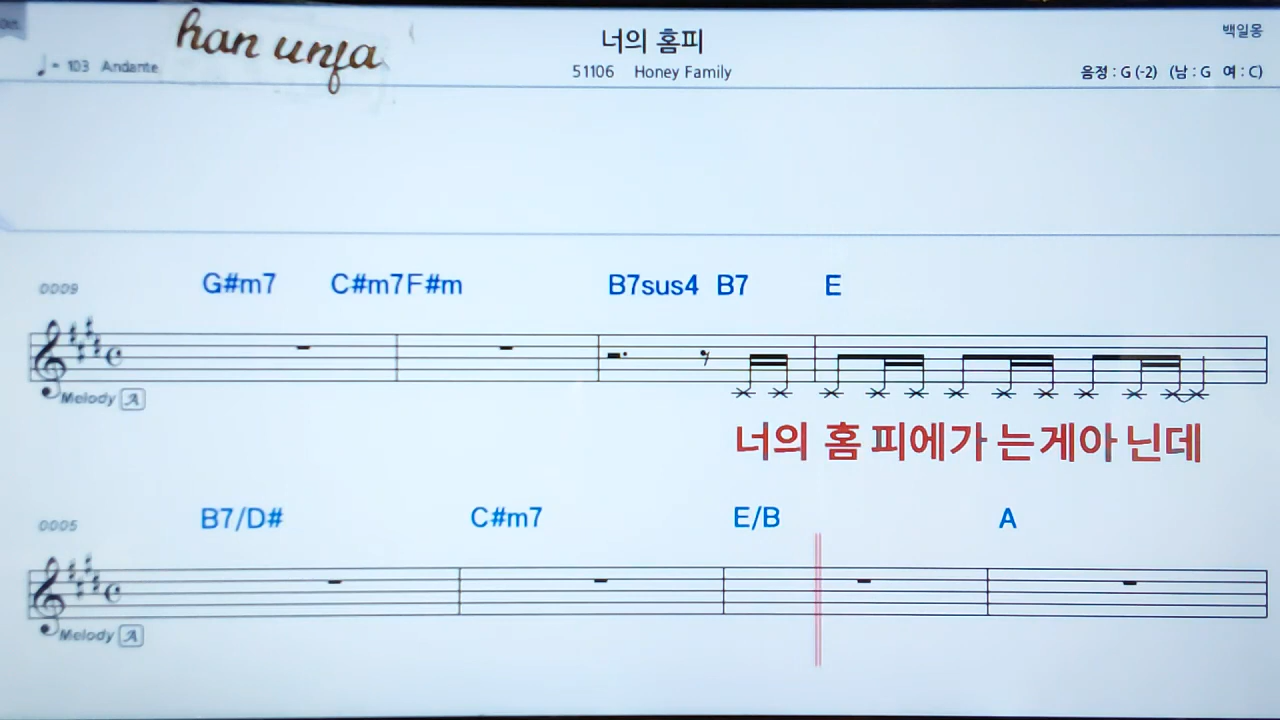 han unfa
너의 홈피
백일몽
♩= 103 Andante
51106 Honey Family
음정 : G (-2) (남 : G 여 : C)
0009 G#m7 C#m7 F#m B7sus4 B7 E
Melody A
너의 홈 피에가 는게아 닌데
0005 B7/D# C#m7 E/B A
Melody A